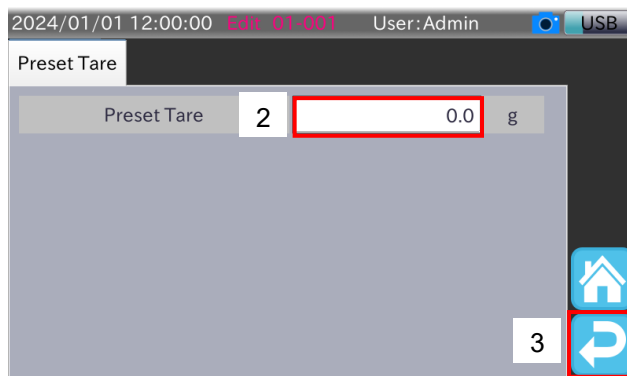 2024/01/01 12:00:00 Edit 01-001 User:Admin USB
Preset Tare
Preset Tare 2 0.0 g
3